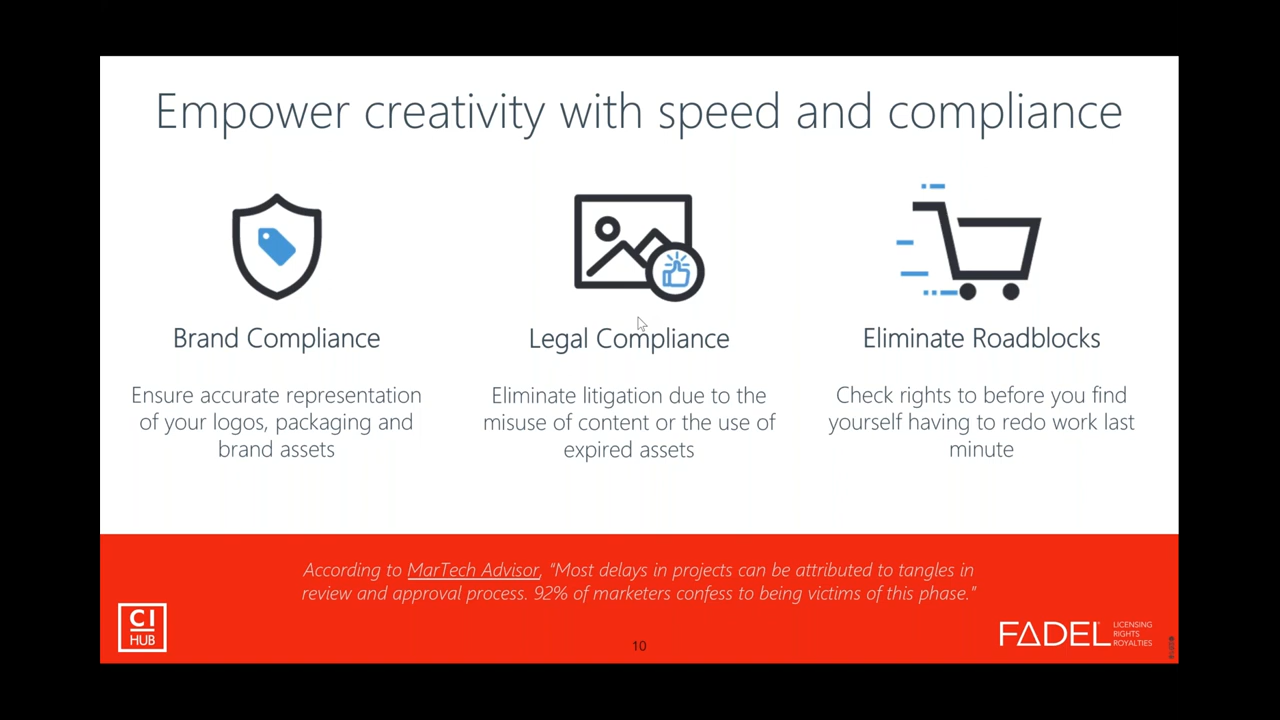 Empower creativity with speed and compliance
Brand Compliance
Ensure accurate representation
of your logos, packaging and
brand assets
Legal Compliance
Eliminate litigation due to the
misuse of content or the use of
expired assets
Eliminate Roadblocks
Check rights to before you find
yourself having to redo work last
minute
According to MarTech Advisor, “Most delays in projects can be attributed to tangles in
review and approval process. 92% of marketers confess to being victims of this phase.”
CI
HUB
10
FADEL
LICENSING
RIGHTS
ROYALTIES